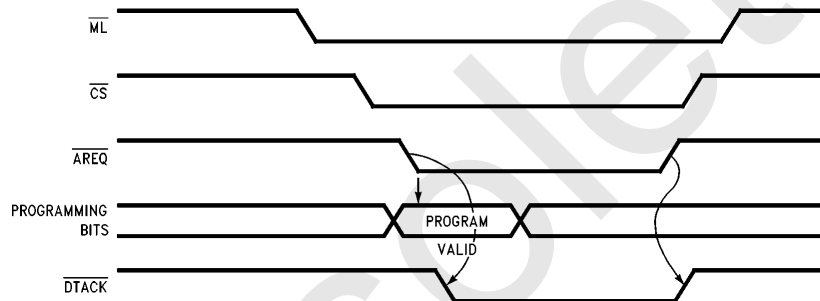 ML
CS
AREQ
PROGRAMMING
BITS
PROGRAM
VALID
DTACK